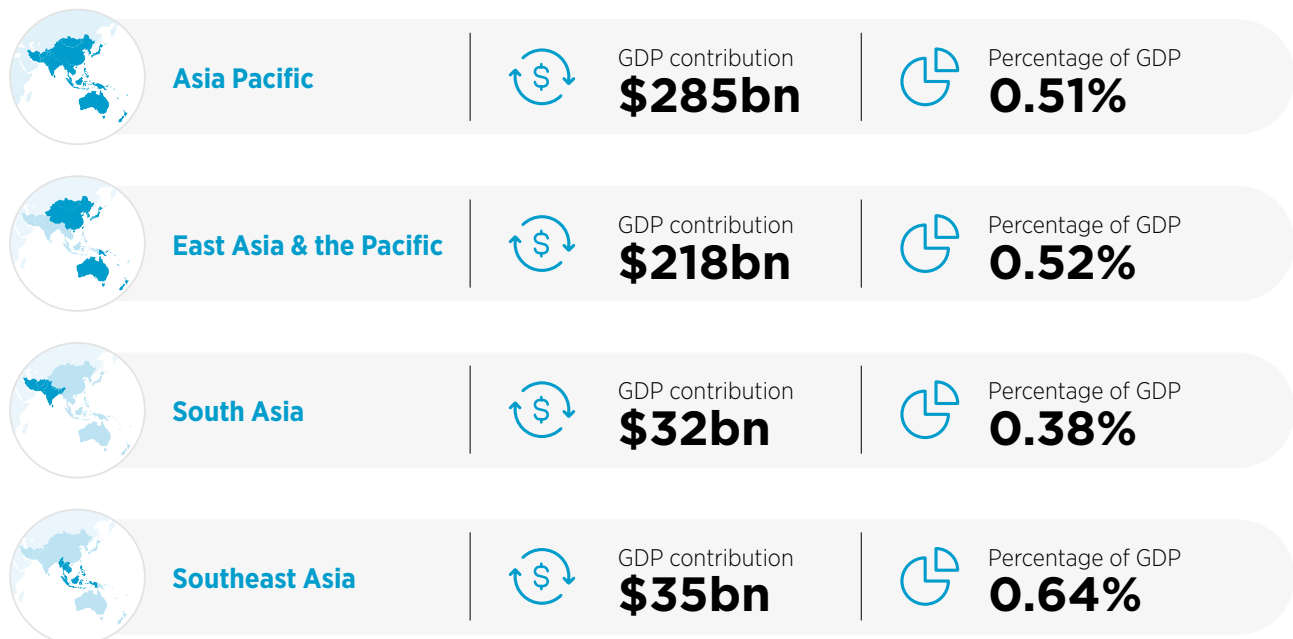 Asia Pacific
GDP contribution
$285bn
Percentage of GDP
0.51%
East Asia & the Pacific
GDP contribution
$218bn
Percentage of GDP
0.52%
South Asia
GDP contribution
$32bn
Percentage of GDP
0.38%
Southeast Asia
GDP contribution
$35bn
Percentage of GDP
0.64%